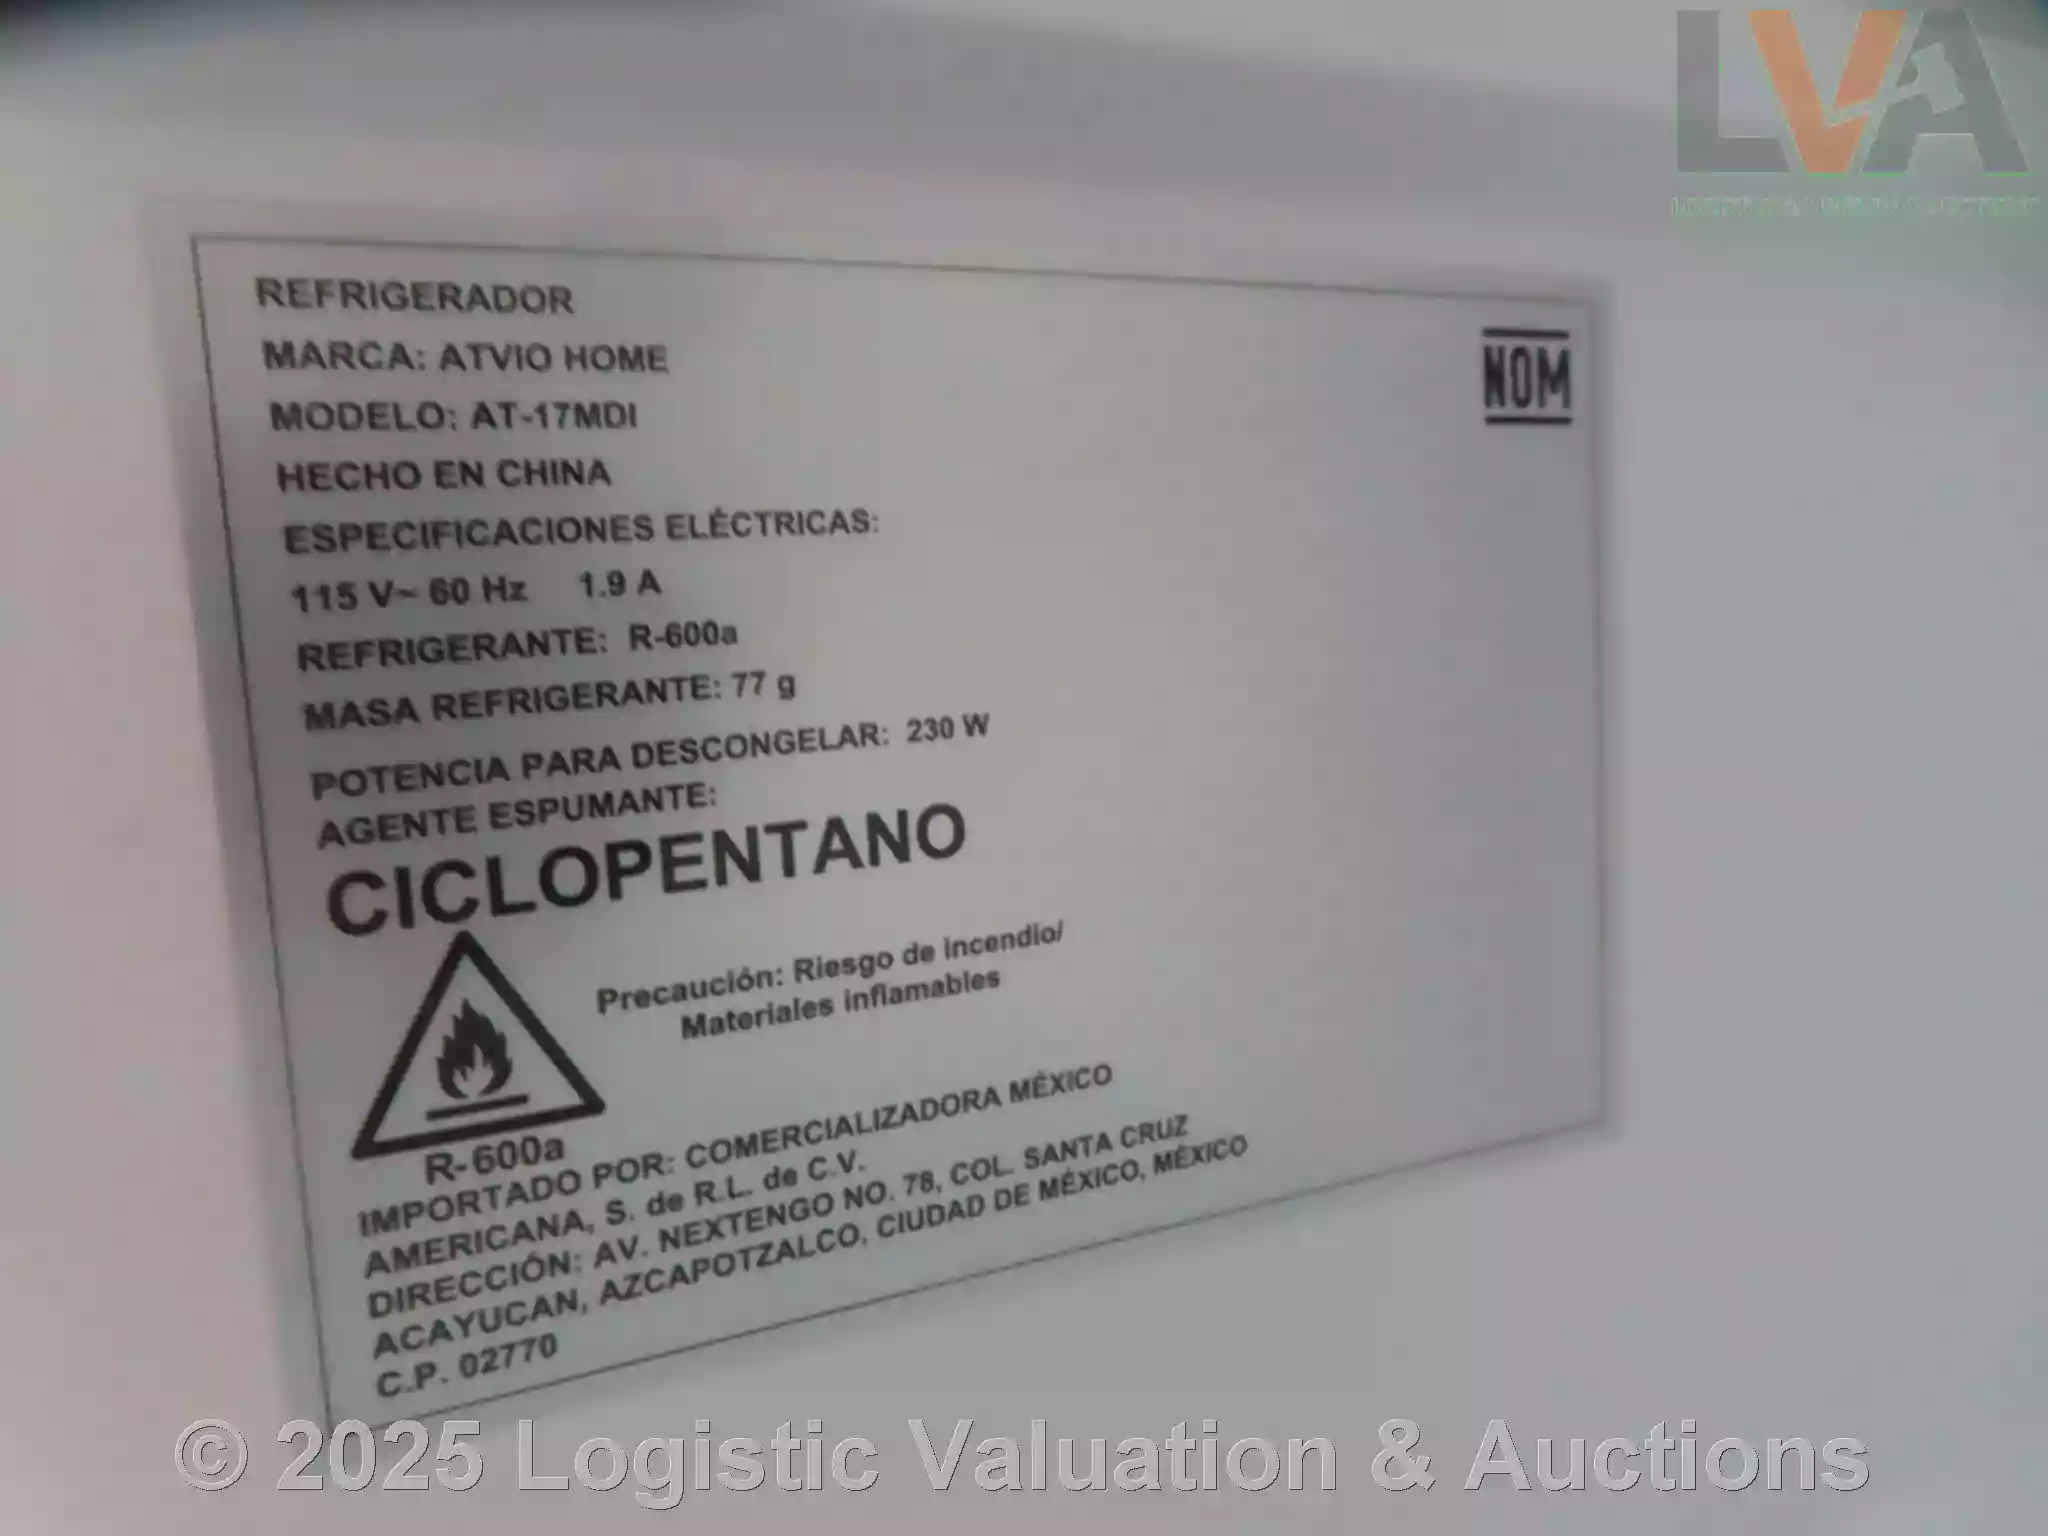 LVA
REFRIGERADOR
MARCA: ATVIO HOME
MODELO: AT-17MDI
HECHO EN CHINA
ESPECIFICACIONES ELÉCTRICAS:
115 V~ 60 Hz 1.9 A
REFRIGERANTE: R-600a
MASA REFRIGERANTE: 77 g
POTENCIA PARA DESCONGELAR: 230 W
AGENTE ESPUMANTE:
CICLOPENTANO
Precaución: Riesgo de incendio/
Materiales inflamables
R-600a
IMPORTADO POR: COMERCIALIZADORA MÉXICO
AMERICANA, S. de R.L. de C.V.
DIRECCIÓN: AV. NEXTENGO NO. 78, COL. SANTA CRUZ
ACAYUCAN, AZCAPOTZALCO, CIUDAD DE MÉXICO, MÉXICO
C.P. 02770
NOM
© 2025 Logistic Valuation & Auctions